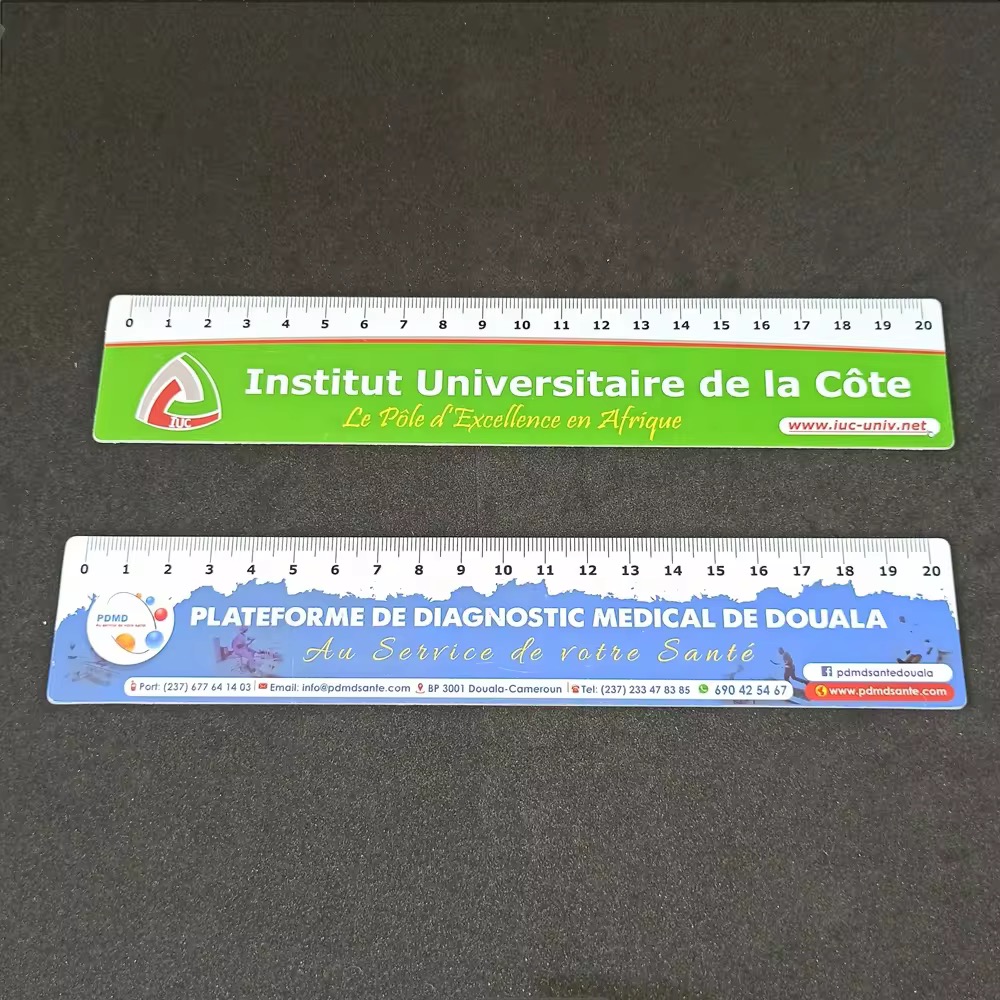 0 1 2 3 4 5 6 7 8 9 10 11 12 13 14 15 16 17 18 19 20
IUC
Institut Universitaire de la Côte
Le Pôle d'Excellence en Afrique
www.iuc-univ.net
0 1 2 3 4 5 6 7 8 9 10 11 12 13 14 15 16 17 18 19 20
PDMD
Au service de votre santé
PLATEFORME DE DIAGNOSTIC MEDICAL DE DOUALA
Au Service de votre Santé
pdmdsantedouala
Port: (237) 677 64 14 03 Email: info@pdmdsante.com BP 3001 Douala-Cameroun Tel: (237) 233 47 83 85 690 42 54 67
www.pdmdsante.com